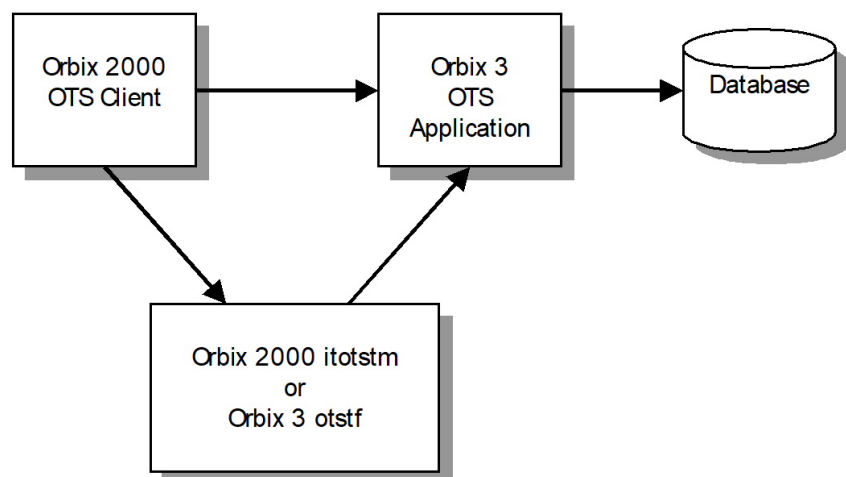 Orbix 2000
OTS Client
Orbix 3
OTS
Application
Database
Orbix 2000 itotstm
or
Orbix 3 otstf